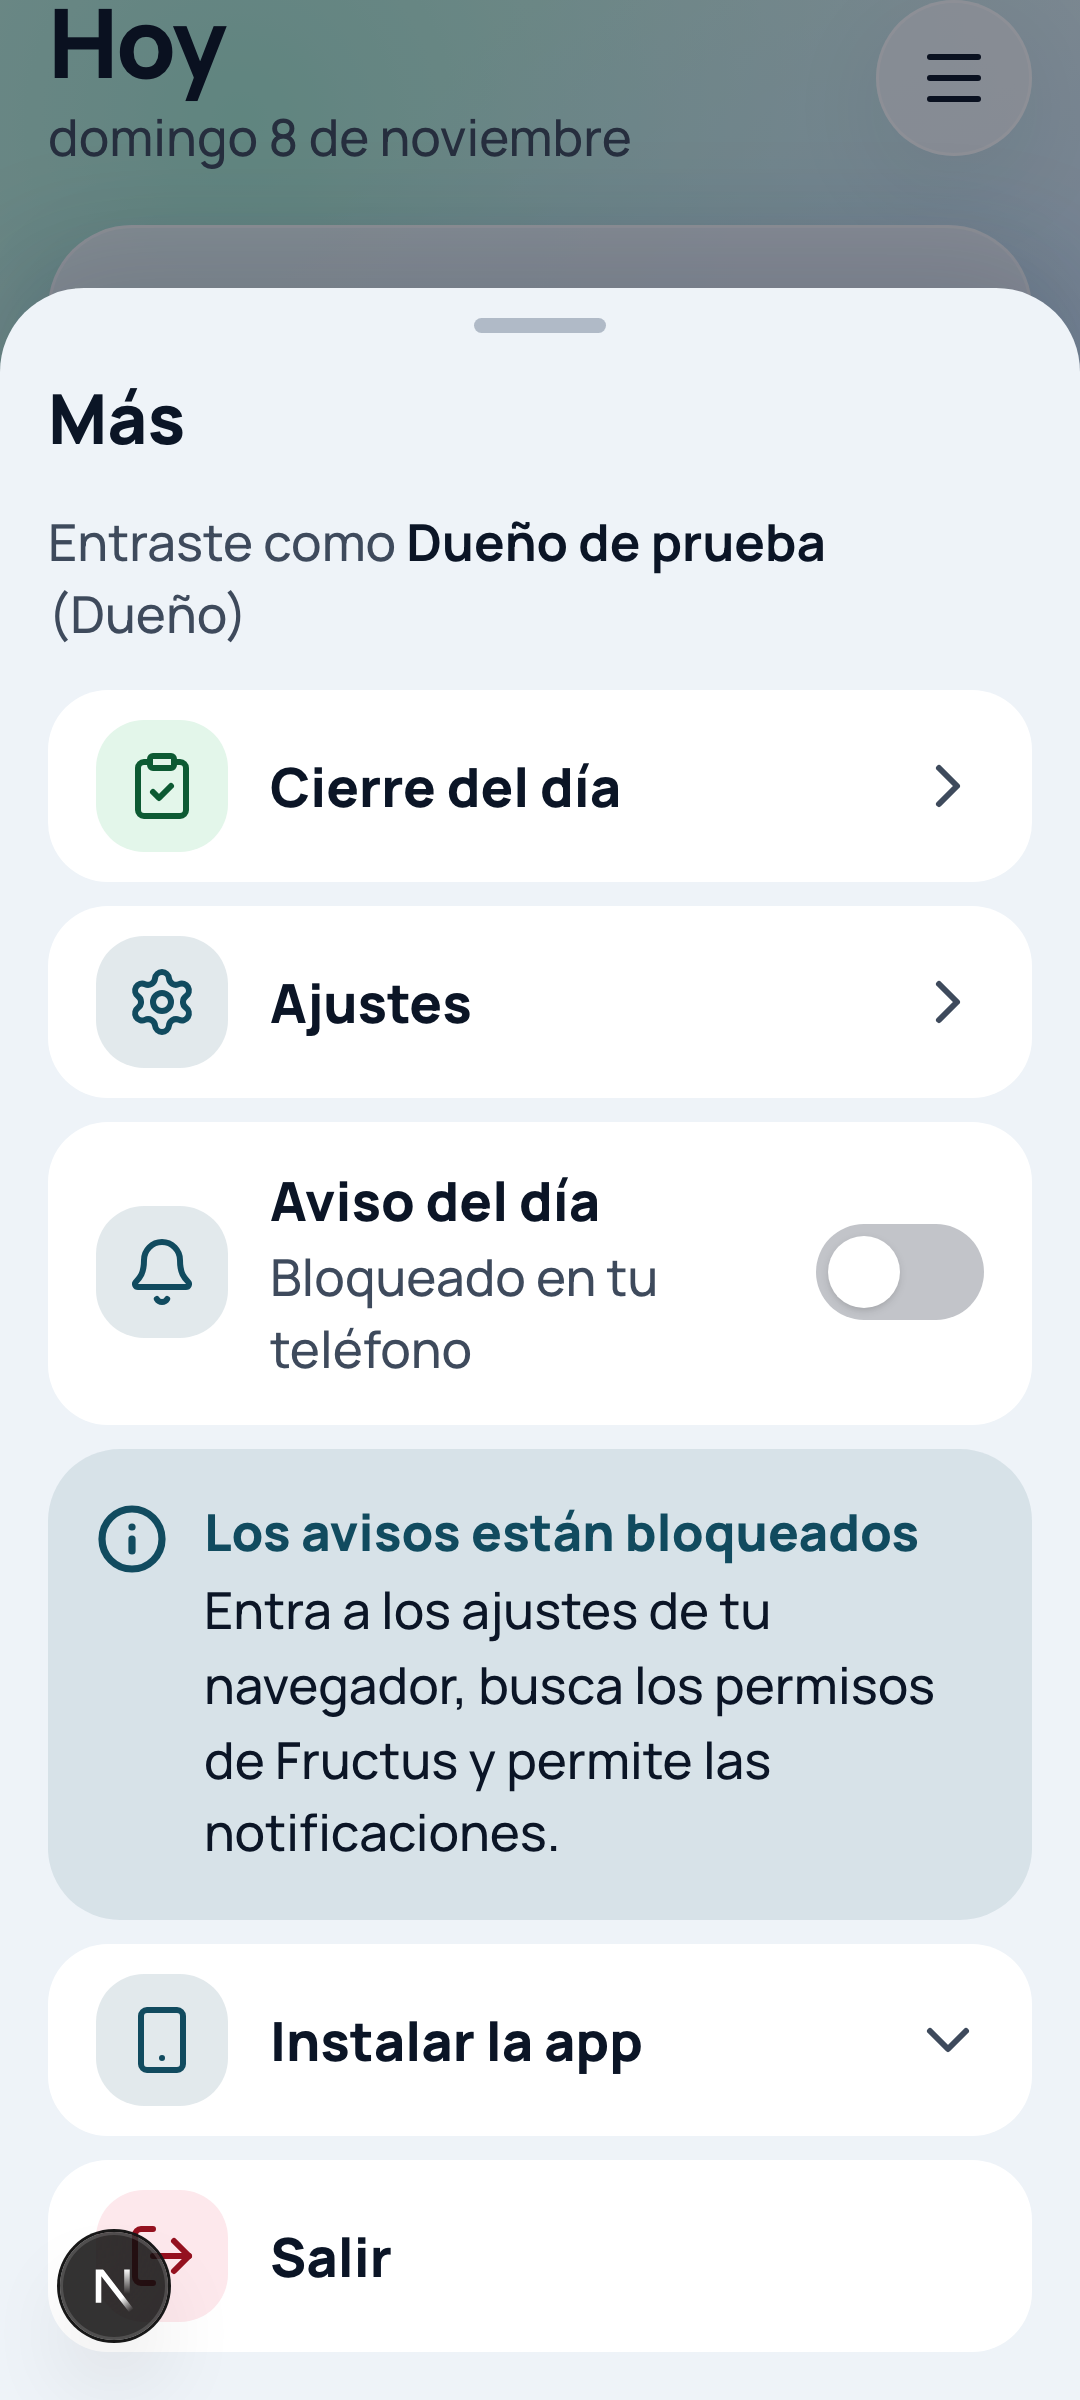 Hoy
domingo 8 de noviembre
Más
Entraste como Dueño de prueba
(Dueño)
Cierre del día
Ajustes
Aviso del día
Bloqueado en tu
teléfono
Los avisos están bloqueados
Entra a los ajustes de tu
navegador, busca los permisos
de Fructus y permite las
notificaciones.
Instalar la app
Salir
N